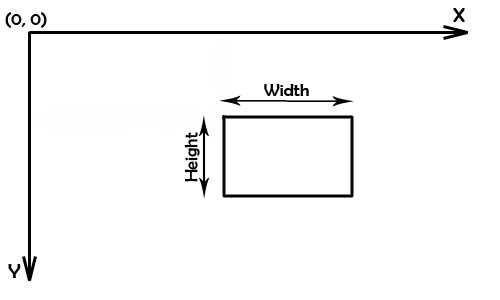 (0, 0)
X
Width
Height
Y